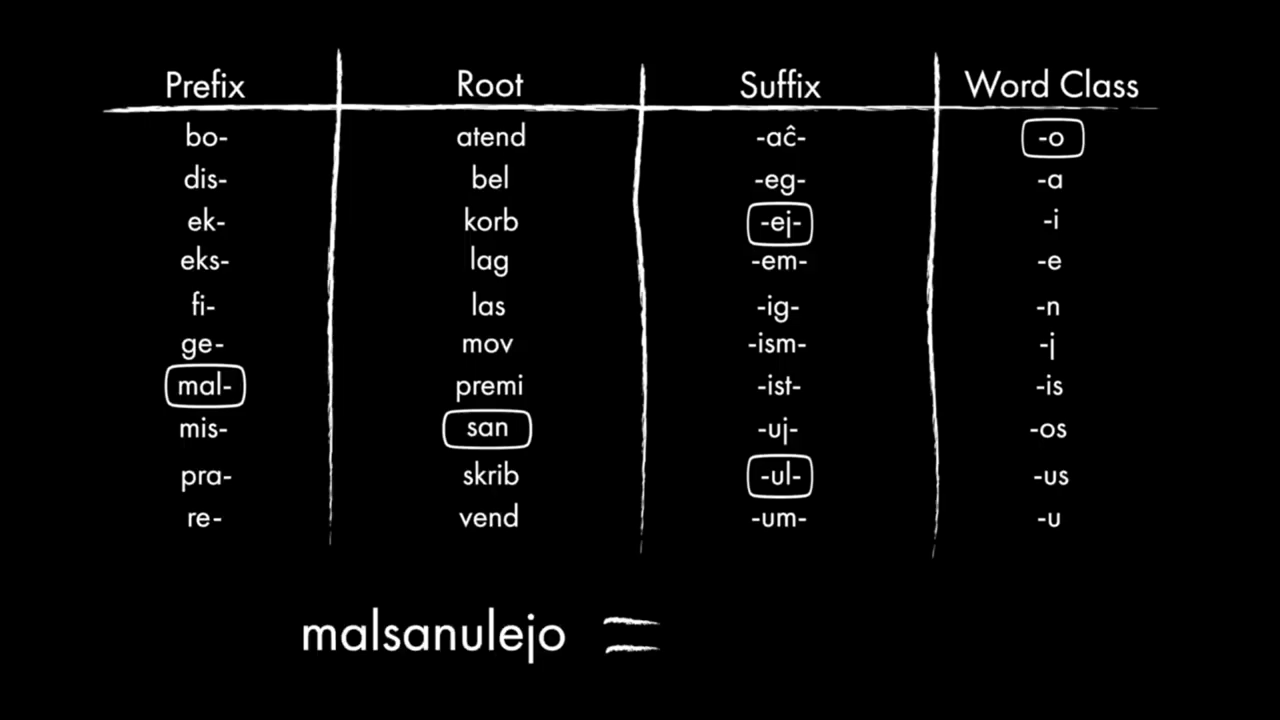 Prefix Root Suffix Word Class
bo- atend -aĉ- -o
dis- bel -eg- -a
ek- korb -ej- -i
eks- lag -em- -e
fi- las -ig- -n
ge- mov -ism- -j
mal- premi -ist- -is
mis- san -uj- -os
pra- skrib -ul- -us
re- vend -um- -u
malsanulejo =